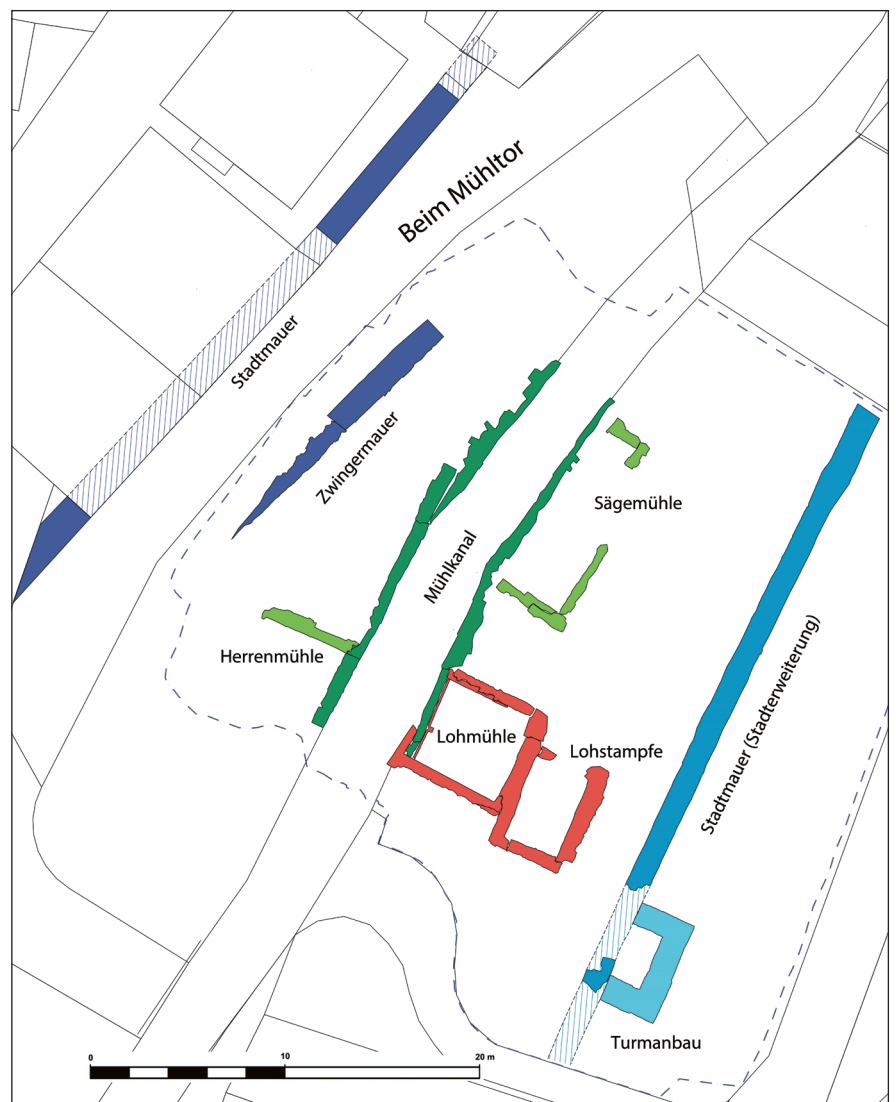 Beim Mühltor
Stadtmauer
Zwingermauer
Mühlkanal
Sägemühle
Herrenmühle
Lohmühle
Lohstampfe
Stadtmauer (Stadterweiterung)
Turmanbau
0 10 20 m